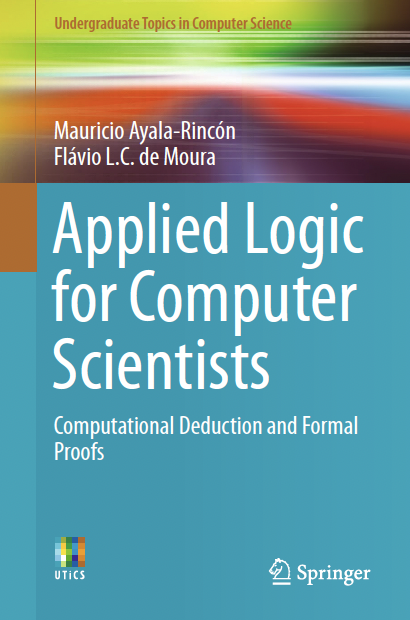 Undergraduate Topics in Computer Science
Mauricio Ayala-Rincón
Flávio L.C. de Moura
Applied Logic
for Computer
Scientists
Computational Deduction and Formal
Proofs
UTiCS
Springer